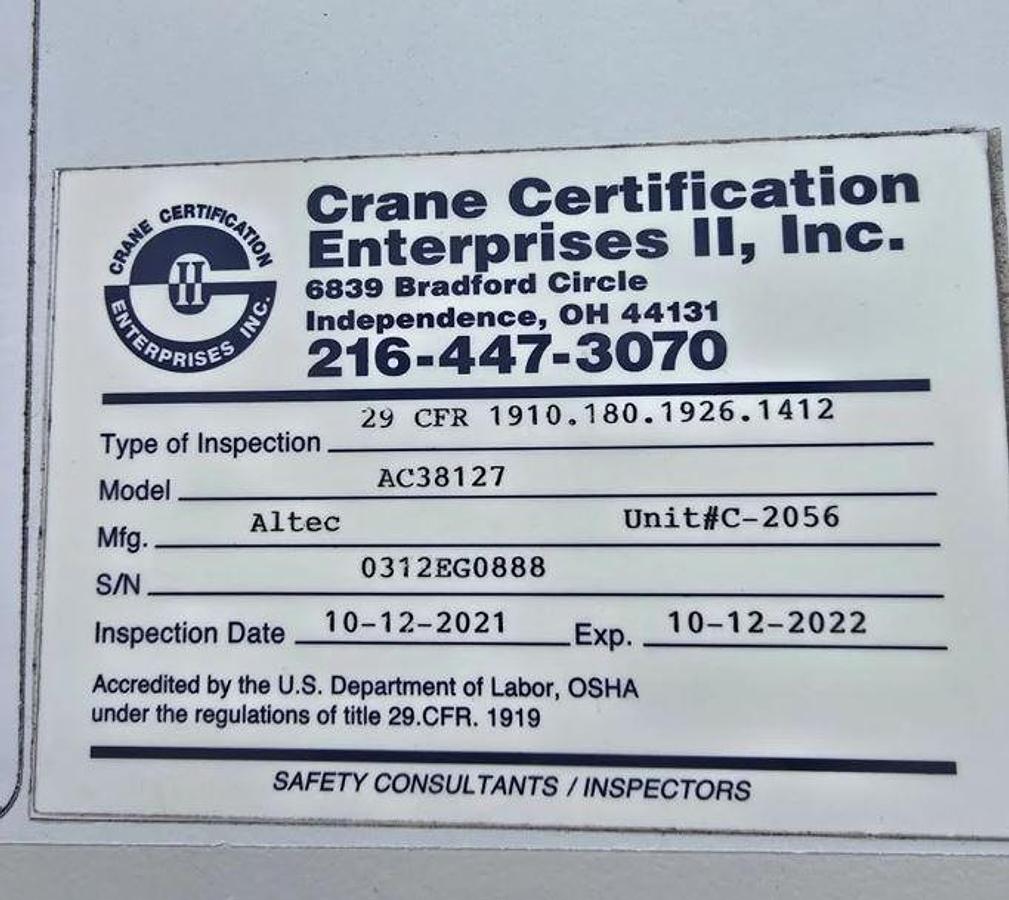 CRANE CERTIFICATION
II
ENTERPRISES INC.
Crane Certification
Enterprises II, Inc.
6839 Bradford Circle
Independence, OH 44131
216-447-3070
Type of Inspection 29 CFR 1910.180.1926.1412
Model AC38127
Mfg. Altec Unit#C-2056
S/N 0312EG0888
Inspection Date 10-12-2021 Exp. 10-12-2022
Accredited by the U.S. Department of Labor, OSHA
under the regulations of title 29.CFR. 1919
SAFETY CONSULTANTS / INSPECTORS